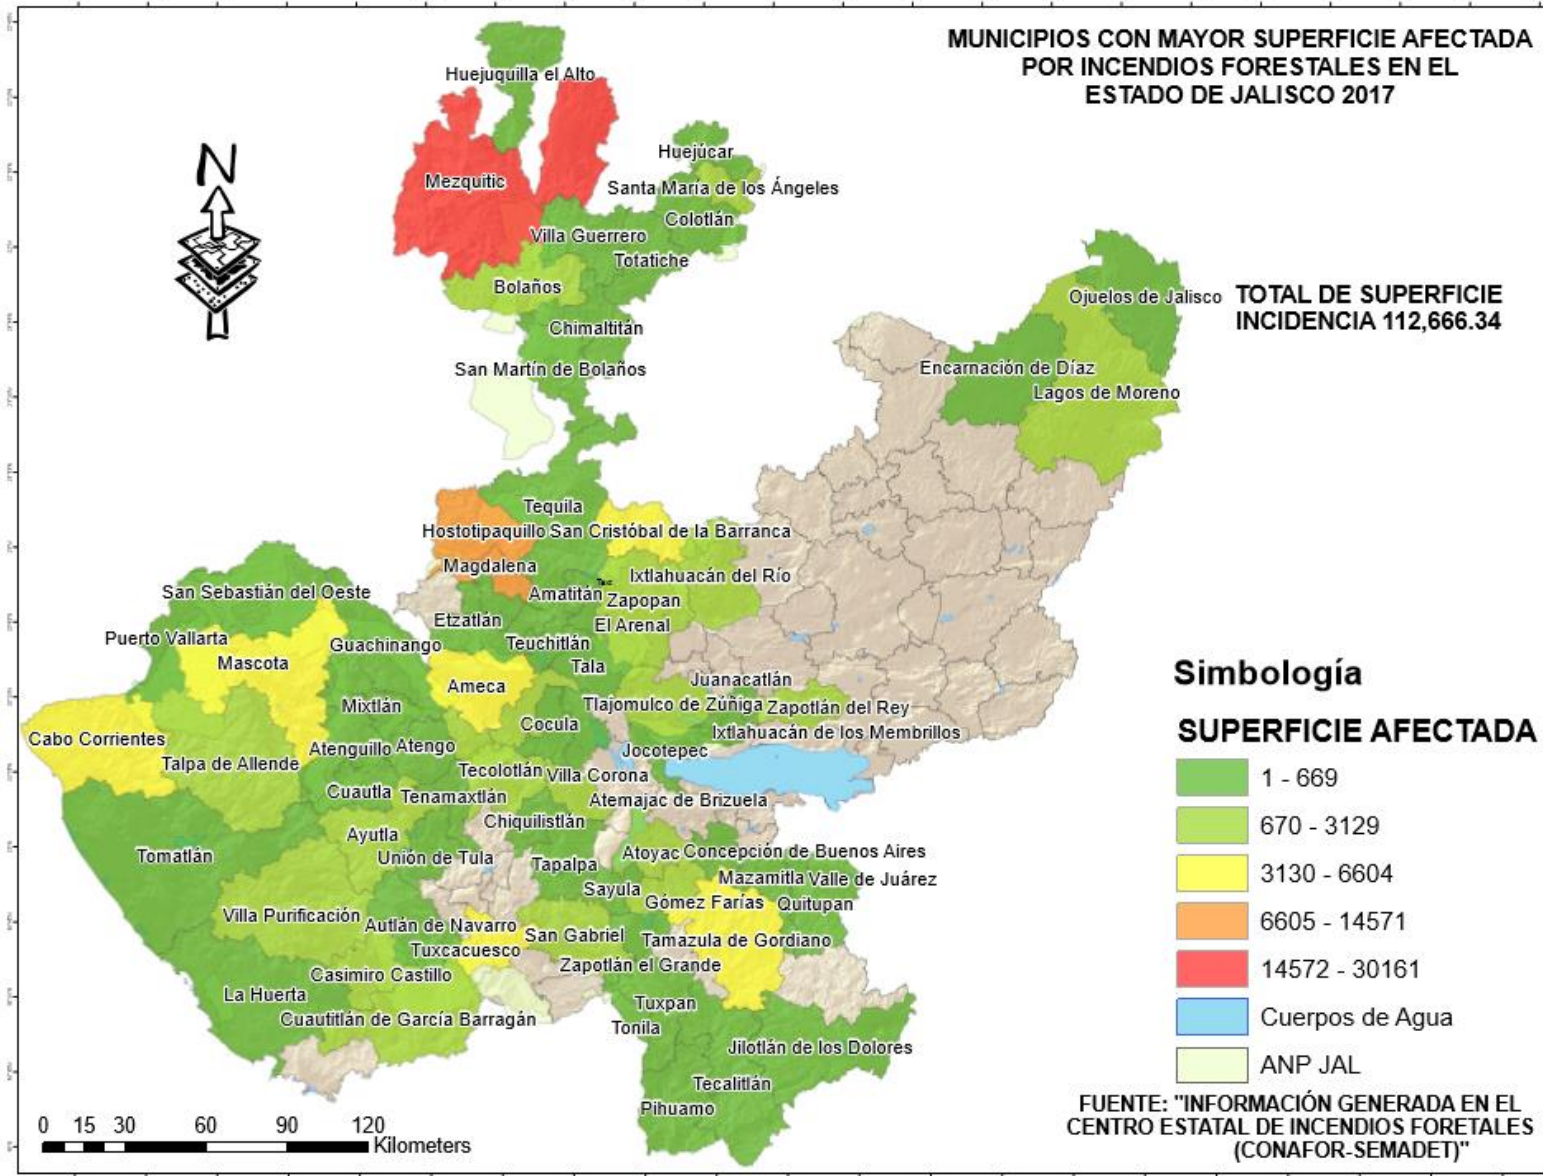 MUNICIPIOS CON MAYOR SUPERFICIE AFECTADA
POR INCENDIOS FORESTALES EN EL
ESTADO DE JALISCO 2017
N
Huejuquilla el Alto
Huejúcar
Mezquitic
Santa María de los Ángeles
Colotlán
Villa Guerrero
Totatiche
Bolaños
Ojuelos de Jalisco
TOTAL DE SUPERFICIE
INCIDENCIA 112,666.34
Chimaltitán
San Martín de Bolaños
Encarnación de Díaz
Lagos de Moreno
Tequila
Hostotipaquillo
San Cristóbal de la Barranca
Magdalena
Ixtlahuacán del Río
San Sebastián del Oeste
Amatitán
Zapopan
Etzatlán
El Arenal
Puerto Vallarta
Guachinango
Teuchitlán
Mascota
Tala
Ameca
Juanacatlán
Mixtlán
Tlajomulco de Zúñiga
Zapotlán del Rey
Cocula
Cabo Corrientes
Ixtlahuacán de los Membrillos
Atenguillo
Atengo
Jocotepec
Talpa de Allende
Tecolotlán
Villa Corona
Cuautla
Tenamaxtlán
Atemajac de Brizuela
Chiquilistlán
Ayutla
Tomatlán
Unión de Tula
Tapalpa
Atoyac
Concepción de Buenos Aires
Sayula
Mazamitla
Valle de Juárez
Gómez Farías
Quitupan
Villa Purificación
Autlán de Navarro
San Gabriel
Tamazula de Gordiano
Tuxcacuesco
Casimiro Castillo
Zapotlán el Grande
La Huerta
Tuxpan
Cuautitlán de García Barragán
Tonila
Jilotlán de los Dolores
Tecalitlán
Pihuamo
Simbología
SUPERFICIE AFECTADA
1 - 669
670 - 3129
3130 - 6604
6605 - 14571
14572 - 30161
Cuerpos de Agua
ANP JAL
FUENTE: "INFORMACIÓN GENERADA EN EL
CENTRO ESTATAL DE INCENDIOS FORETALES
(CONAFOR-SEMADET)"
0 15 30 60 90 120
Kilometers